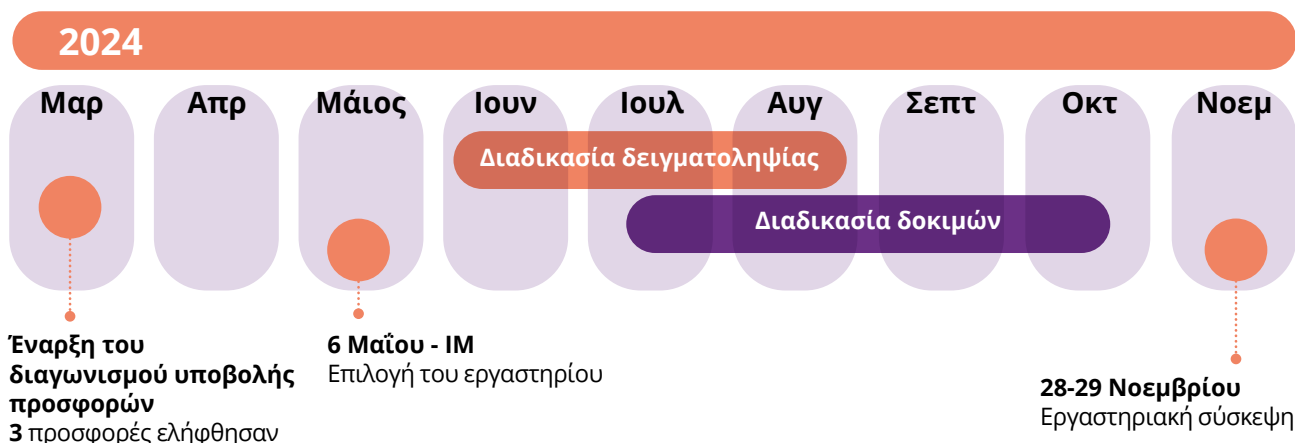 2024
Μαρ Απρ Μάιος Ιουν Ιουλ Αυγ Σεπτ Οκτ Νοεμ
Διαδικασία δειγματοληψίας
Διαδικασία δοκιμών
Έναρξη του
διαγωνισμού υποβολής
προσφορών
3 προσφορές ελήφθησαν
6 Μαΐου - IM
Επιλογή του εργαστηρίου
28-29 Νοεμβρίου
Εργαστηριακή σύσκεψη